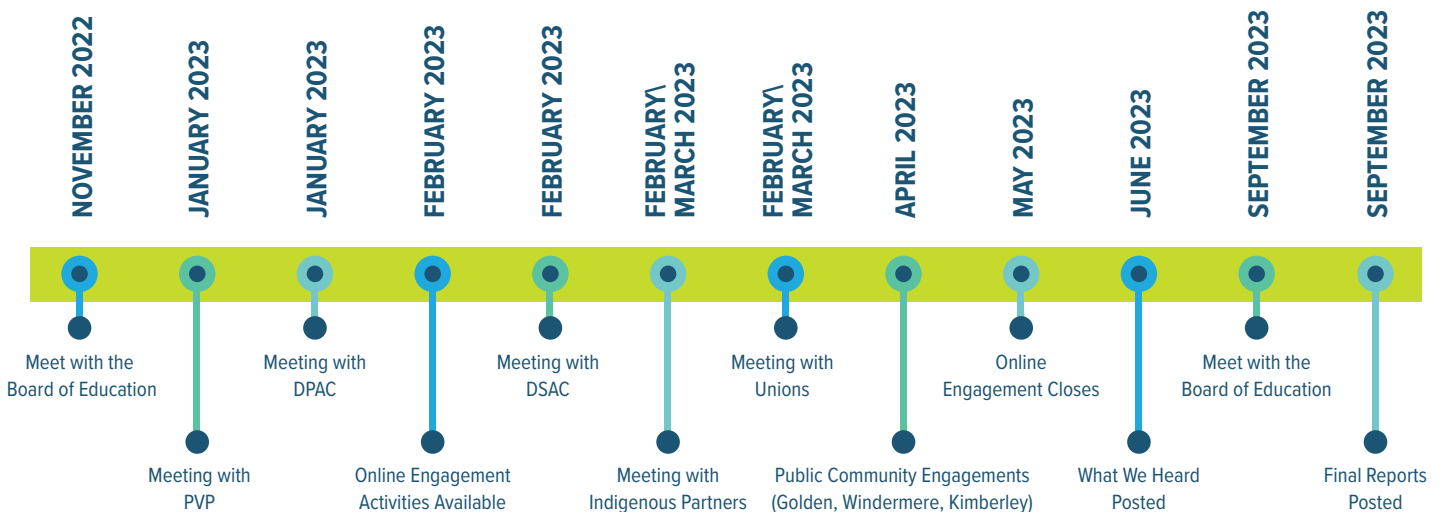 NOVEMBER 2022
JANUARY 2023
JANUARY 2023
FEBRUARY 2023
FEBRUARY 2023
FEBRUARY\
MARCH 2023
FEBRUARY\
MARCH 2023
APRIL 2023
MAY 2023
JUNE 2023
SEPTEMBER 2023
SEPTEMBER 2023
Meet with the
Board of Education
Meeting with
PVP
Meeting with
DPAC
Online Engagement
Activities Available
Meeting with
DSAC
Meeting with
Indigenous Partners
Meeting with
Unions
Public Community Engagements
(Golden, Windermere, Kimberley)
Online
Engagement Closes
What We Heard
Posted
Meet with the
Board of Education
Final Reports
Posted